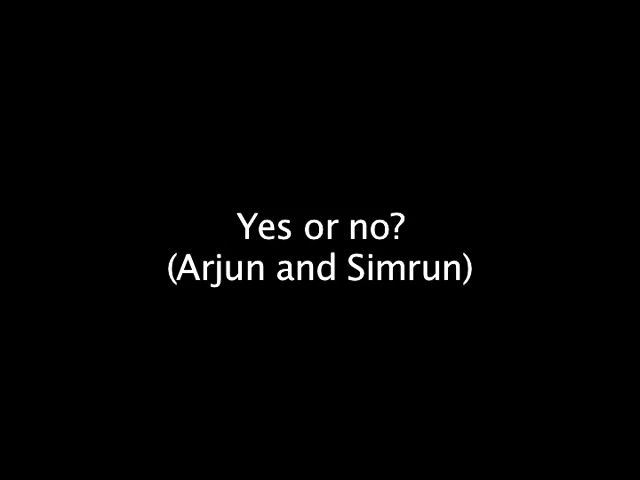 Yes or no?
(Arjun and Simrun)